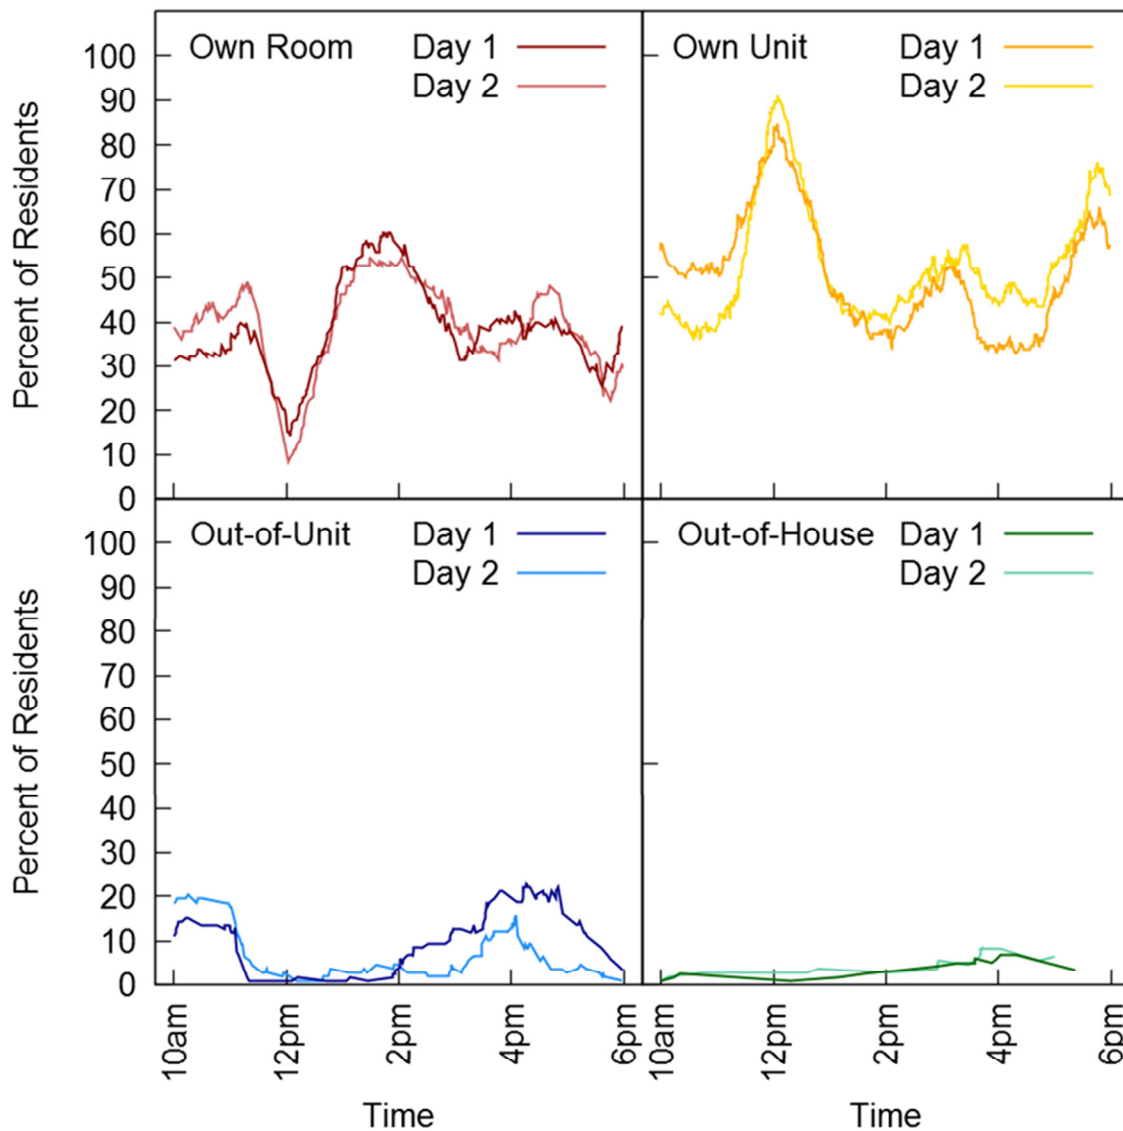 Own Room Day 1
Day 2
Own Unit Day 1
Day 2
Percent of Residents
100
90
80
70
60
50
40
30
20
10
0
Out-of-Unit Day 1
Day 2
Out-of-House Day 1
Day 2
Percent of Residents
100
90
80
70
60
50
40
30
20
10
0
10am 12pm 2pm 4pm 6pm
10am 12pm 2pm 4pm 6pm
Time
Time